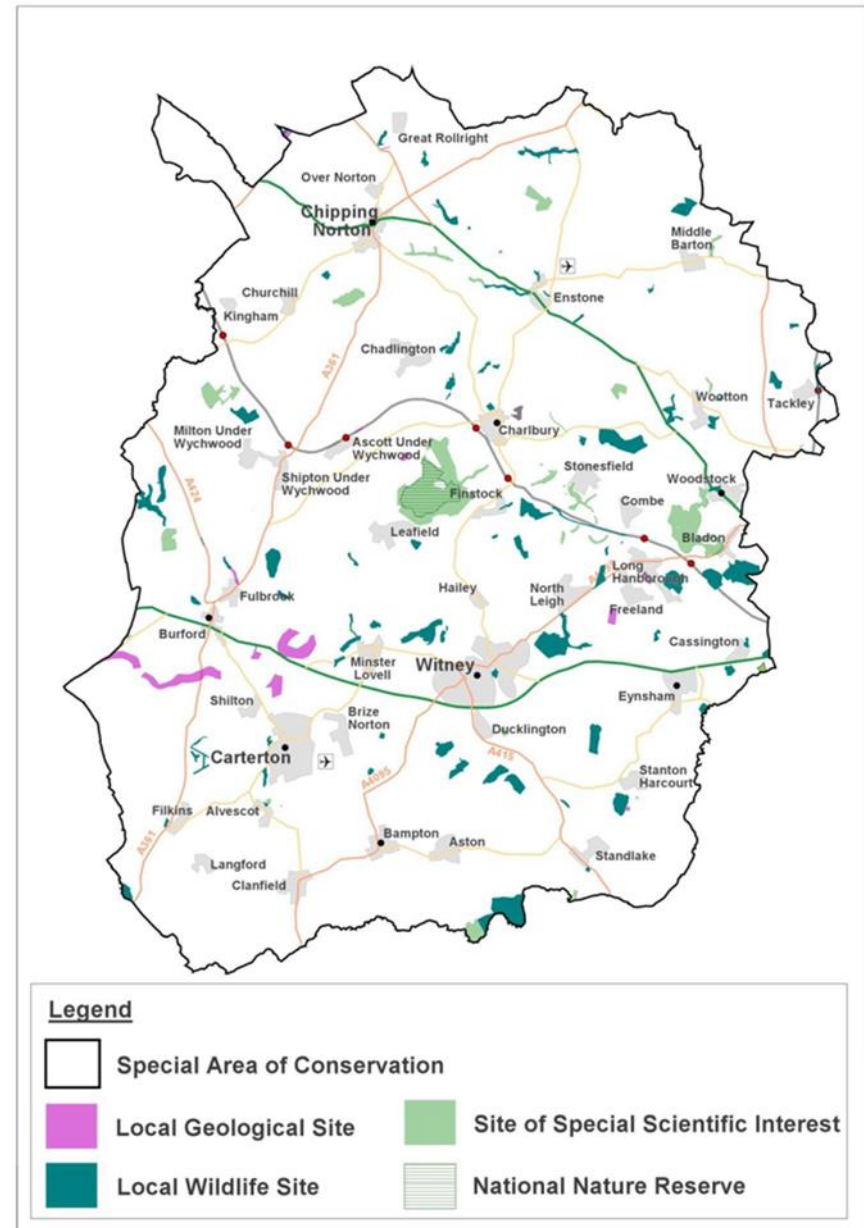 Great Rollright
Over Norton
Chipping
Norton
Middle
Barton
Enstone
Churchill
Kingham
A361
Chadlington
Wootton
Tackley
Milton Under
Wychwood
Ascott Under
Wychwood
Charlbury
Shipton Under
Wychwood
Stonesfield
Woodstock
A424
Finstock
Combe
Leafield
Bladon
Long
Hanborough
Fulbrook
Hailey
North
Leigh
Freeland
Burford
Cassington
Minster
Lovell
Witney
Eynsham
Shilton
Brize
Norton
Ducklington
Carterton
A415
A4095
Stanton
Harcourt
Filkins
Alvescot
A361
Bampton
Aston
Standlake
Langford
Clanfield
Legend
Special Area of Conservation
Local Geological Site
Site of Special Scientific Interest
Local Wildlife Site
National Nature Reserve